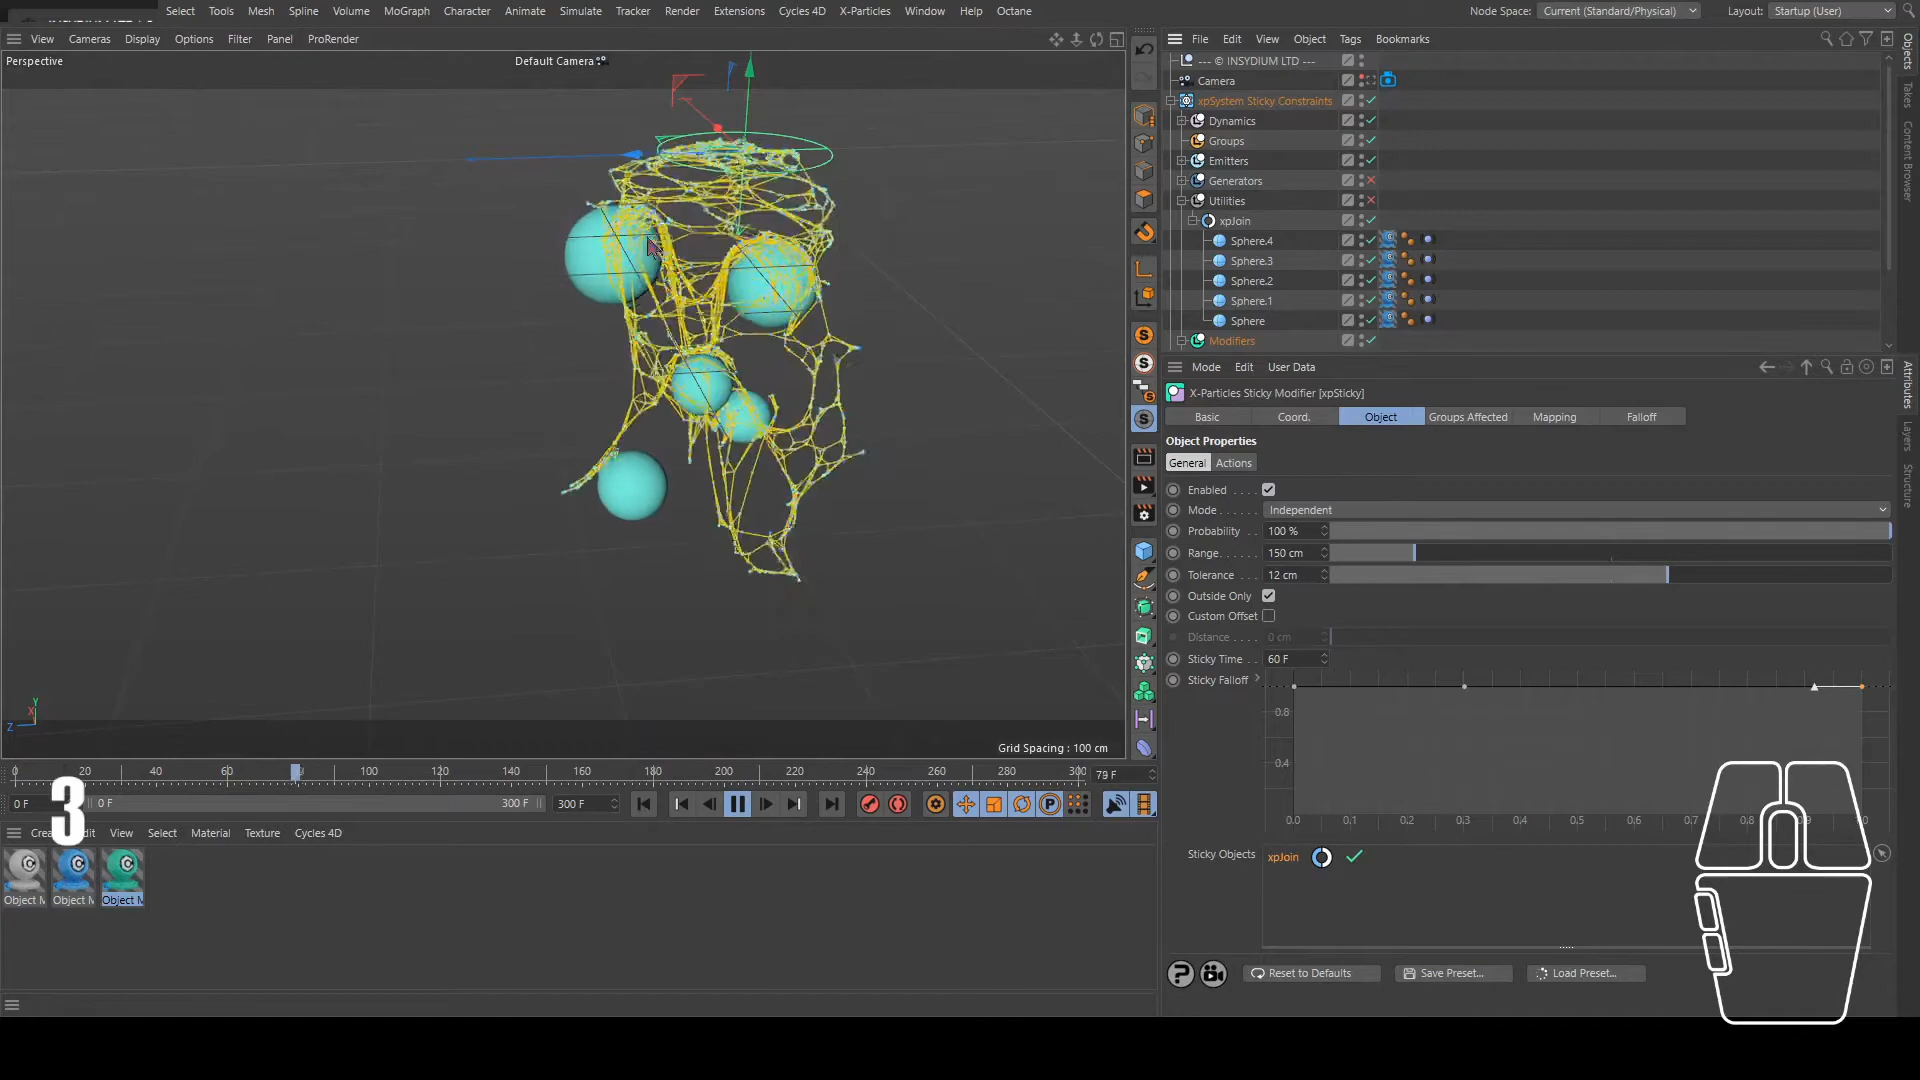 Select Tools Mesh Spline Volume MoGraph Character Animate Simulate Tracker Render Extensions Cycles 4D X-Particles Window Help Octane
Node Space: Current (Standard/Physical) Layout: Startup (User)
View Cameras Display Options Filter Panel ProRender
Perspective
Default Camera
Grid Spacing : 100 cm
Y
X
Z
0 20 40 60 100 120 140 160 180 200 220 240 260 280 300
79 F
0 F
0 F
300 F
300 F
3
View Select Material Texture Cycles 4D
Object M
Object M
Object M
File Edit View Object Tags Bookmarks
--- © INSYDIUM LTD ---
Camera
xpSystem Sticky Constraints
Dynamics
Groups
Emitters
Generators
Utilities
xpJoin
Sphere.4
Sphere.3
Sphere.2
Sphere.1
Sphere
Modifiers
Mode Edit User Data
X-Particles Sticky Modifier [xpSticky]
Basic Coord. Object Groups Affected Mapping Falloff
Object Properties
General Actions
Enabled . . . .
Mode . . . . . . Independent
Probability . . 100 %
Range. . . . . . 150 cm
Tolerance . . 12 cm
Outside Only
Custom Offset
Distance . . . . 0 cm
Sticky Time . . 60 F
Sticky Falloff
0.8
0.4
0.0 0.1 0.2 0.3 0.4 0.5 0.6 0.7 0.8
Sticky Objects xpJoin
Reset to Defaults Save Preset... Load Preset...
Objects
Takes
Content Browser
Structure
Attributes
Layers